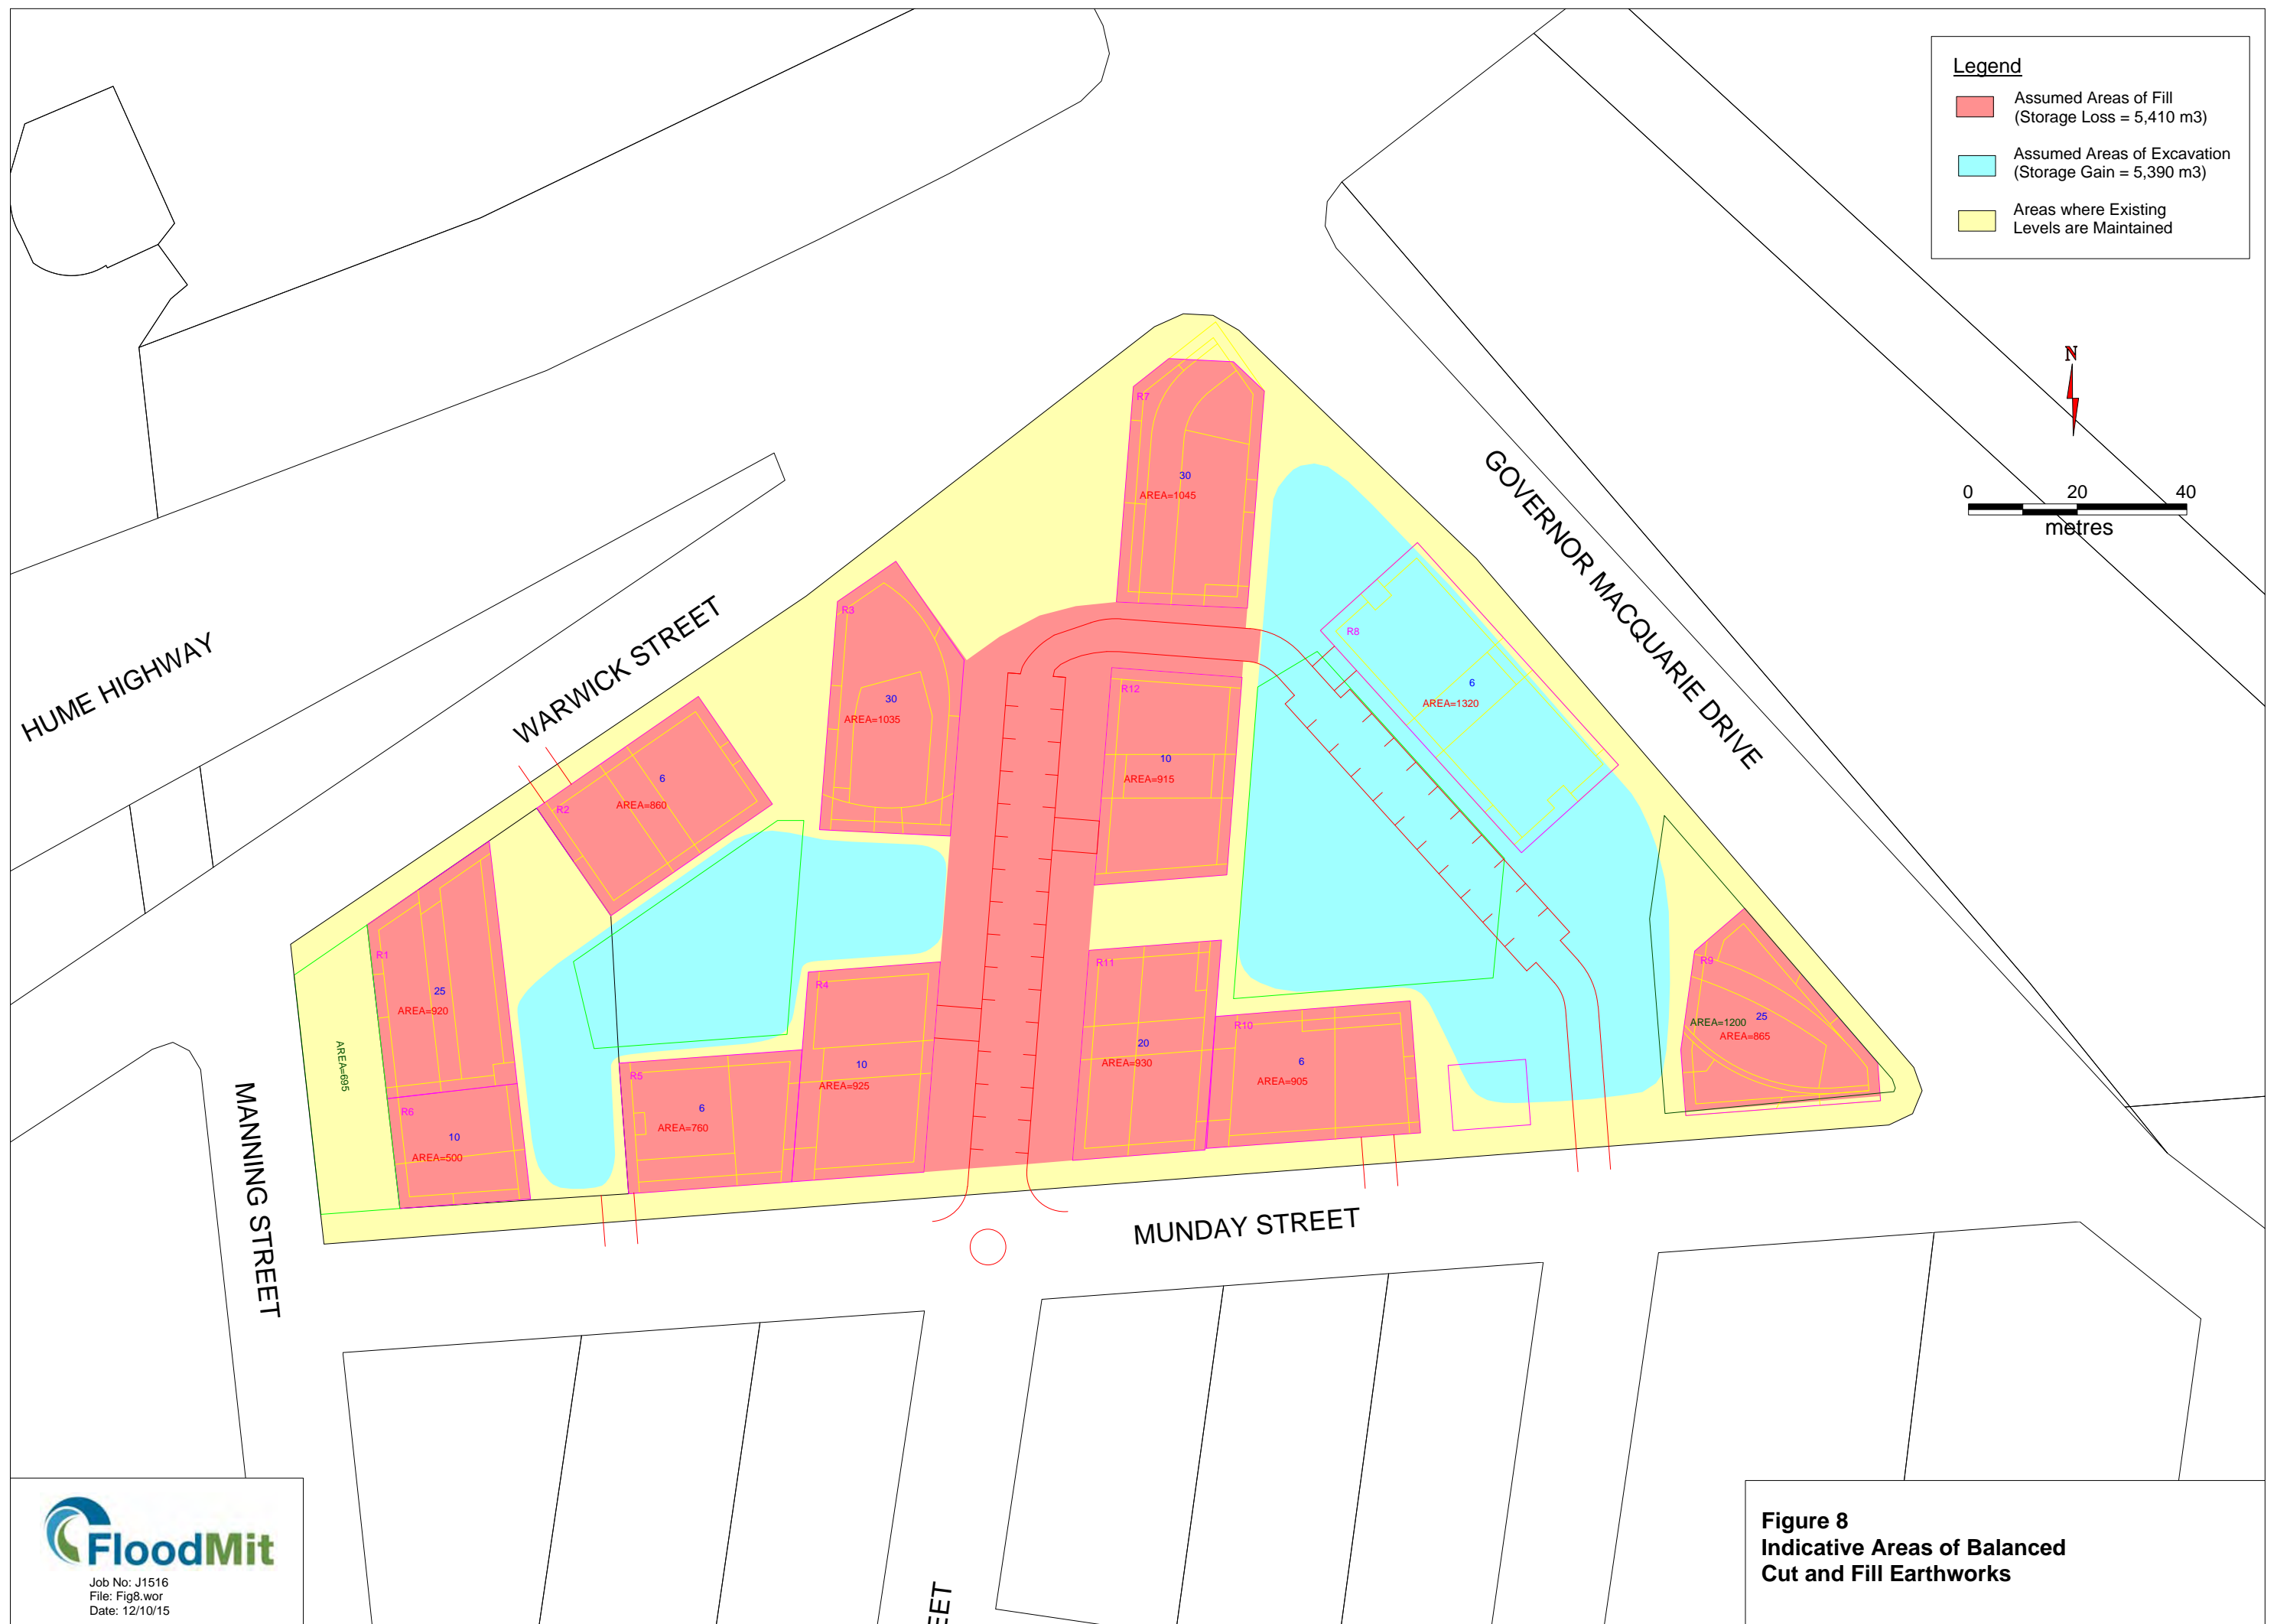 Legend
Assumed Areas of Fill
(Storage Loss = 5,410 m3)
Assumed Areas of Excavation
(Storage Gain = 5,390 m3)
Areas where Existing
Levels are Maintained
N
0 20 40
metres
HUME HIGHWAY
WARWICK STREET
GOVERNOR MACQUARIE DRIVE
MANNING STREET
MUNDAY STREET
R7
30
AREA=1045
R3
30
AREA=1035
R8
6
AREA=1320
R12
10
AREA=915
R2
6
AREA=860
R1
25
AREA=920
R9
AREA=1200
25
AREA=865
R4
10
AREA=925
R11
20
AREA=930
R10
6
AREA=905
R5
6
AREA=760
R6
10
AREA=500
AREA=695
EET
FloodMit
Job No: J1516
File: Fig8.wor
Date: 12/10/15
Figure 8
Indicative Areas of Balanced
Cut and Fill Earthworks